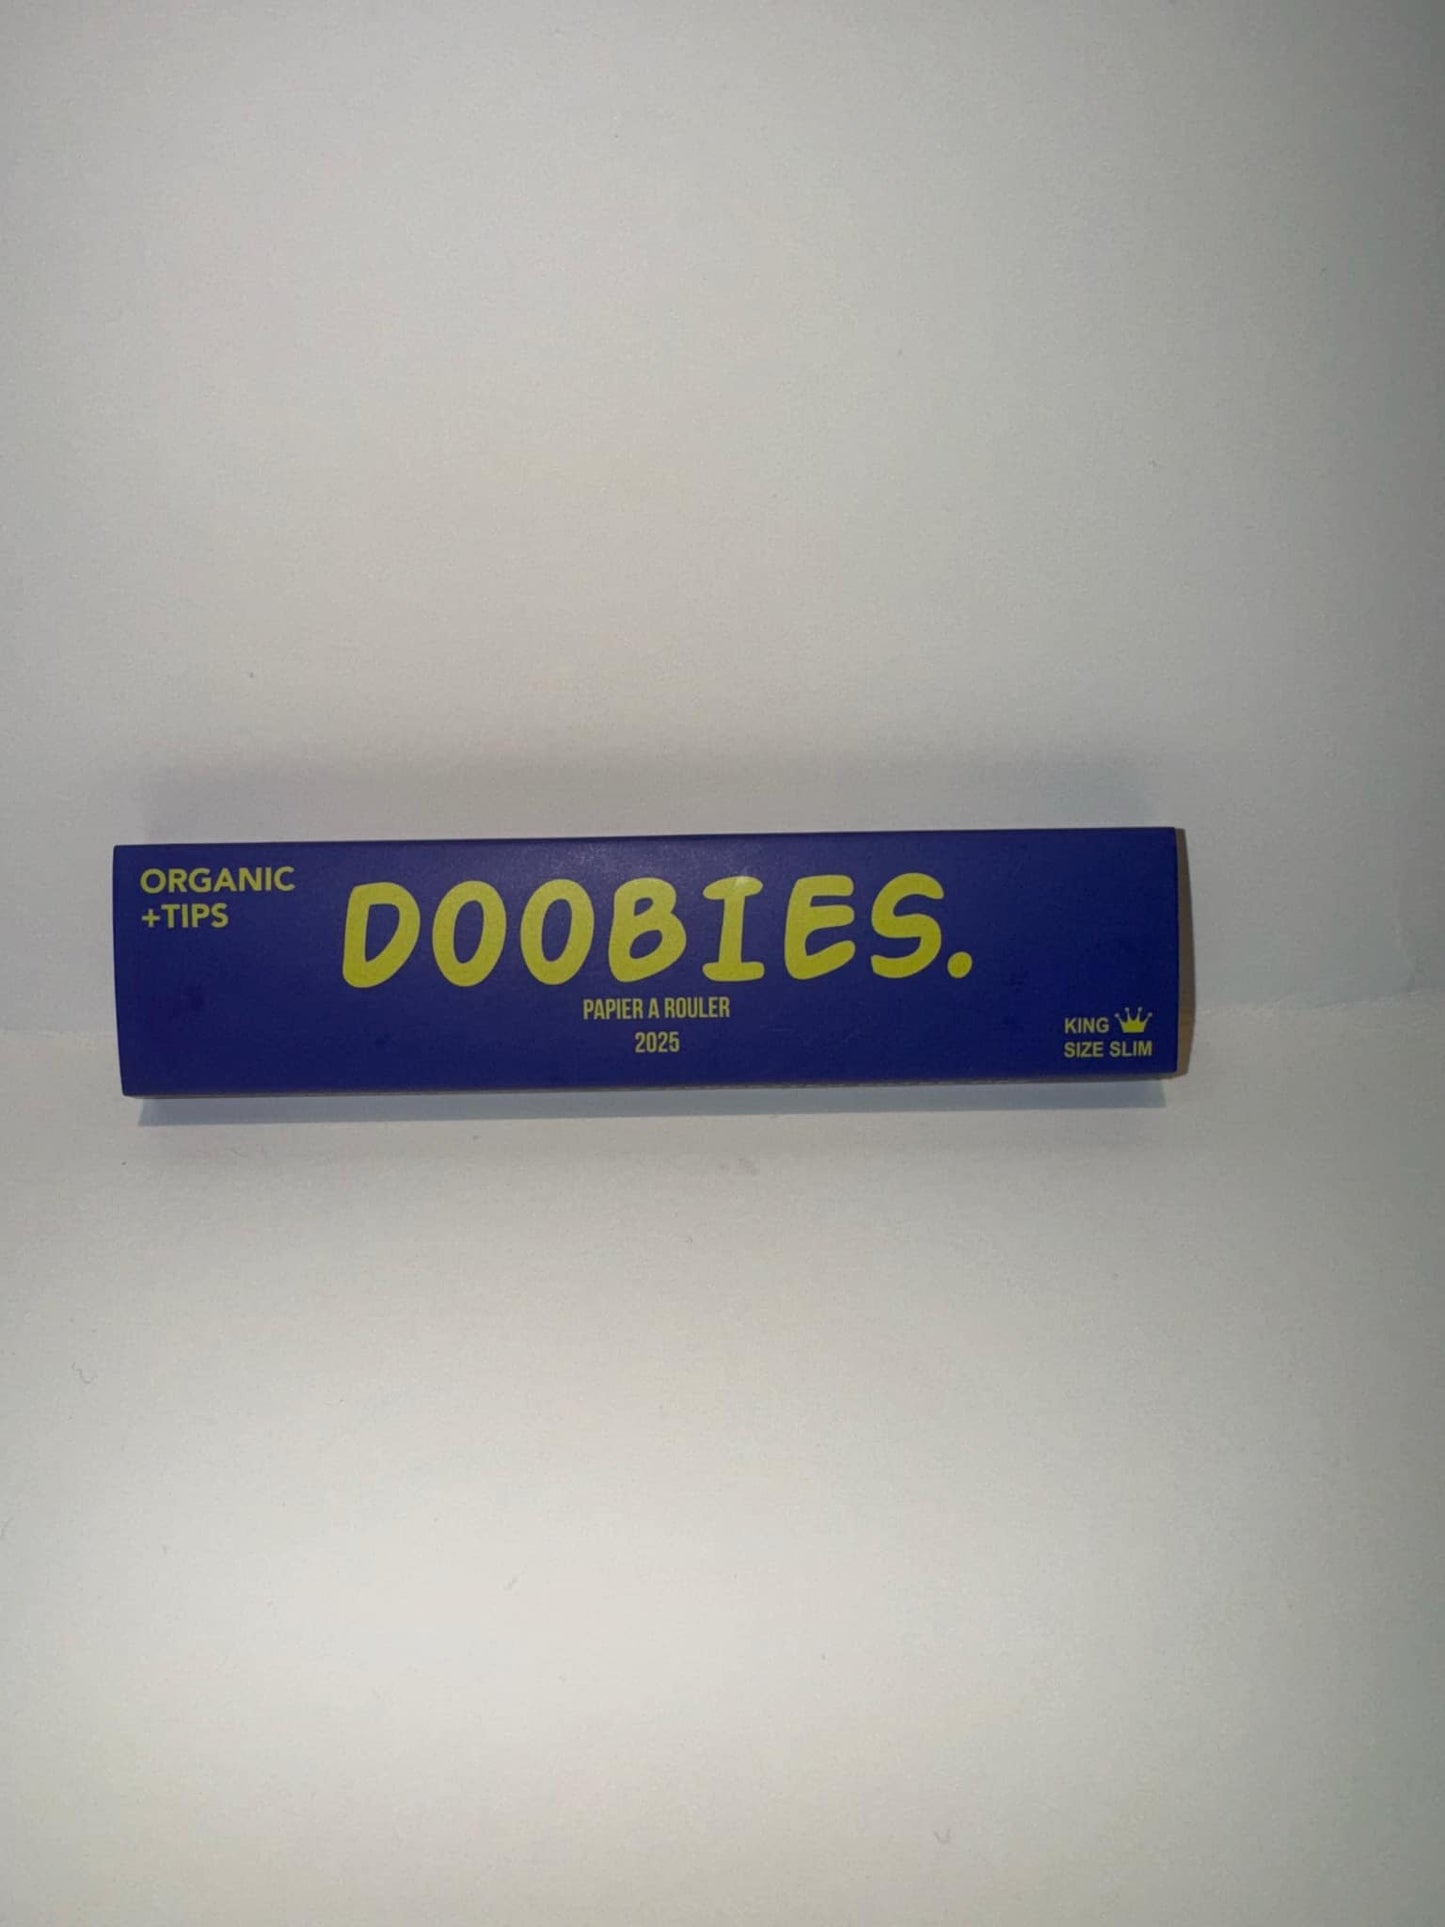 ORGANIC
+TIPS
DOOBIES.
PAPIER A ROULER
2025
KING
SIZE SLIM